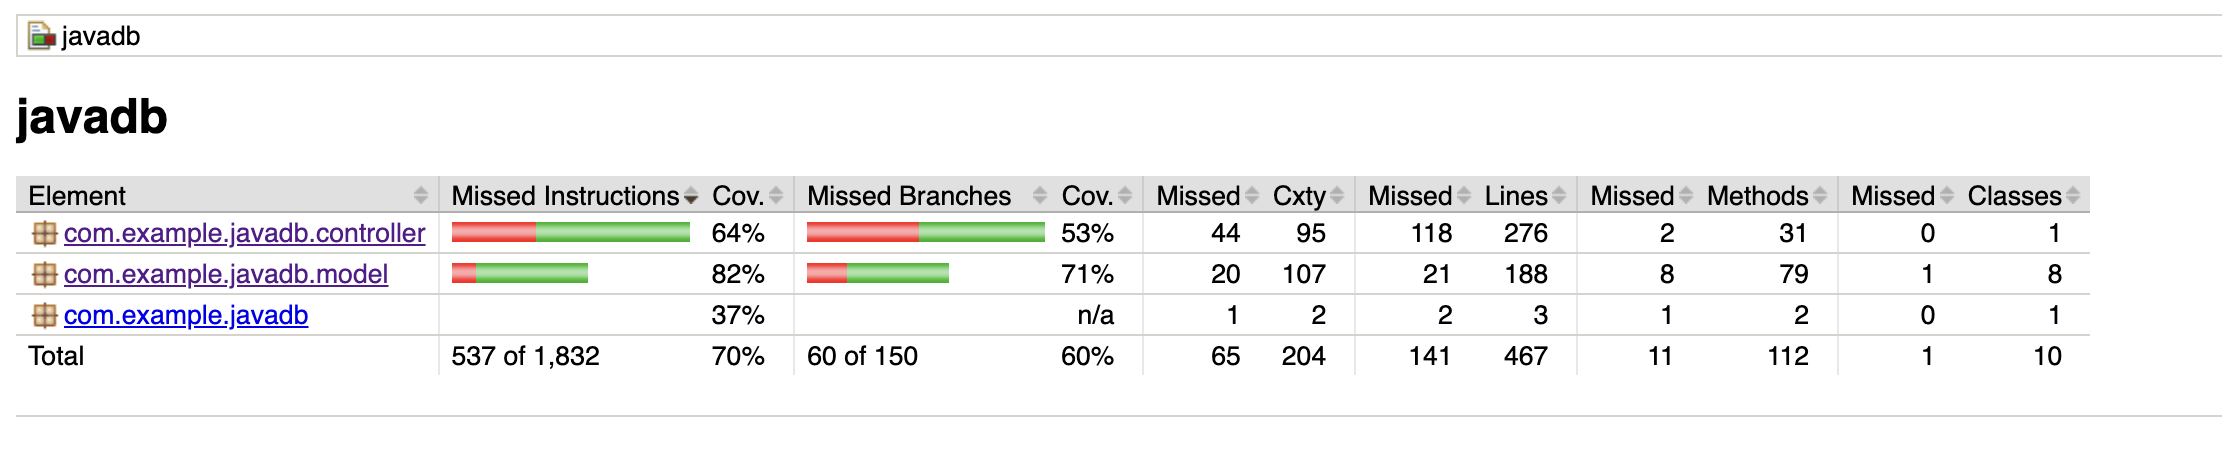 javadb
javadb
Element Missed Instructions Cov. Missed Branches Cov. Missed Cxty Missed Lines Missed Methods Missed Classes
com.example.javadb.controller 64% 53% 44 95 118 276 2 31 0 1
com.example.javadb.model 82% 71% 20 107 21 188 8 79 1 8
com.example.javadb 37% n/a 1 2 2 3 1 2 0 1
Total 537 of 1,832 70% 60 of 150 60% 65 204 141 467 11 112 1 10